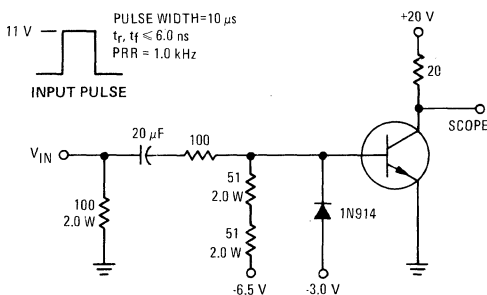 11 V
PULSE WIDTH=10 μs
tr, tf ⩽ 6.0 ns
PRR = 1.0 kHz
INPUT PULSE
+20 V
20
SCOPE
VIN
20 μF
100
100
2.0 W
51
2.0 W
51
2.0 W
1N914
-6.5 V
-3.0 V